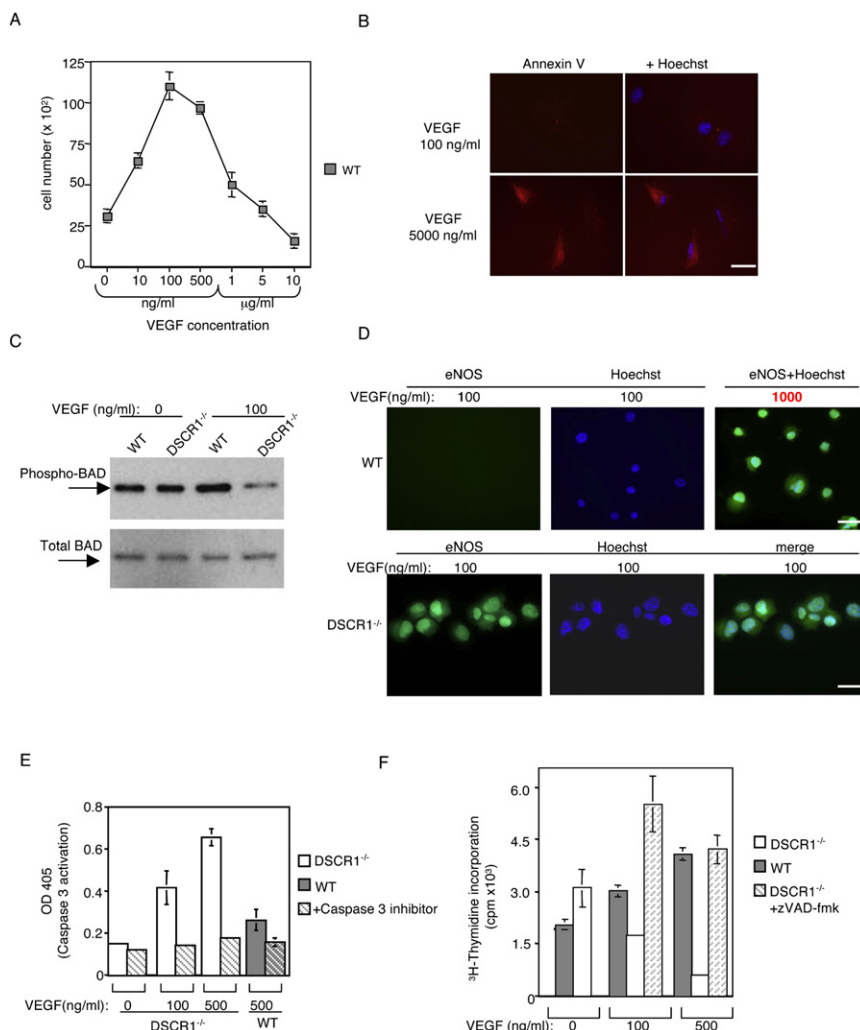 A
125
100
75
50
25
0
cell number (x 10²)
WT
0 10 100 500 1 5 10
ng/ml μg/ml
VEGF concentration
B
Annexin V + Hoechst
VEGF
100 ng/ml
VEGF
5000 ng/ml
C
VEGF (ng/ml): 0 100
WT DSCR1-/- WT DSCR1-/-
Phospho-BAD
Total BAD
D
eNOS Hoechst eNOS+Hoechst
VEGF(ng/ml): 100 100 1000
WT
eNOS Hoechst merge
VEGF(ng/ml): 100 100 100
DSCR1-/-
E
0.8
0.6
0.4
0.2
0
OD 405
(Caspase 3 activation)
DSCR1-/-
WT
+Caspase 3 inhibitor
VEGF(ng/ml): 0 100 500 500
DSCR1-/- WT
F
6.0
4.5
3.0
1.5
³H-Thymidine incorporation
(cpm x10³)
DSCR1-/-
WT
DSCR1-/-
+zVAD-fmk
VEGF (ng/ml): 0 100 500